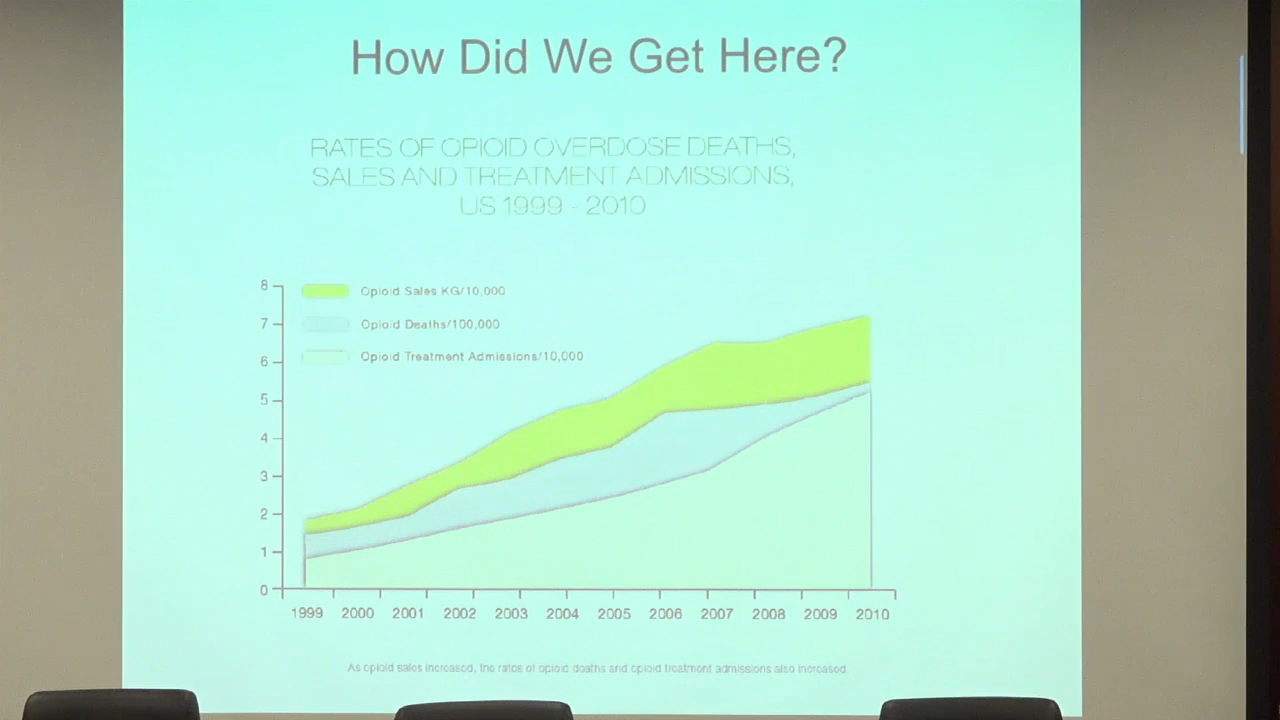 How Did We Get Here?
RATES OF OPIOID OVERDOSE DEATHS,
SALES AND TREATMENT ADMISSIONS,
US 1999 - 2010
8
7
6
5
4
3
2
1
0
Opioid Sales KG/10,000
Opioid Deaths/100,000
Opioid Treatment Admissions/10,000
1999 2000 2001 2002 2003 2004 2005 2006 2007 2008 2009 2010
As opioid sales increased, the rates of opioid deaths and opioid treatment admissions also increased.